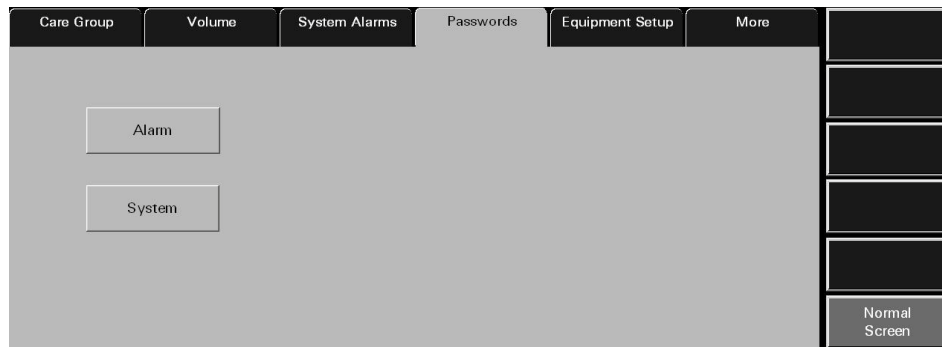 Care Group Volume System Alarms Passwords Equipment Setup More
Alarm
System
Normal
Screen